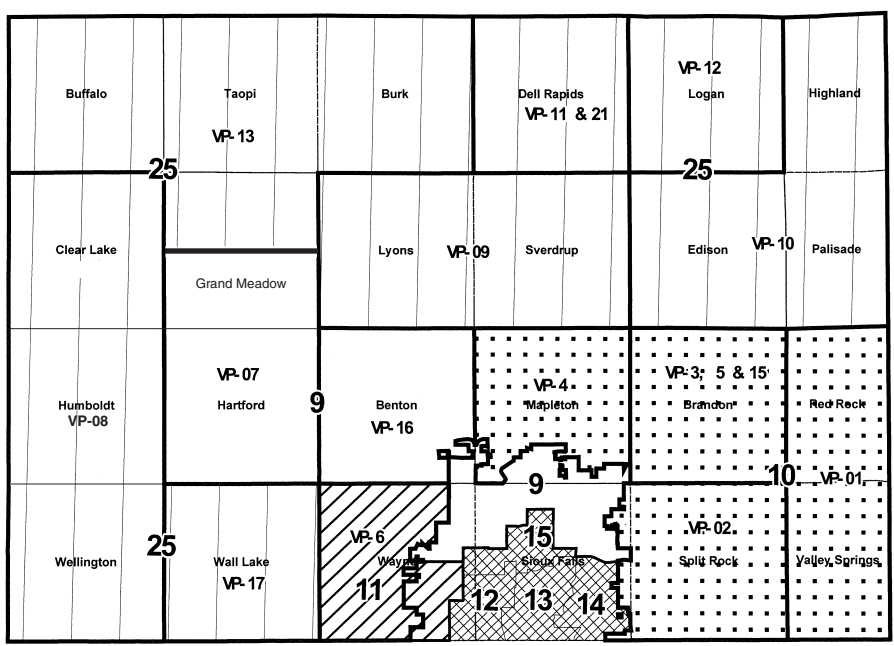 VP-12
Buffalo
Taopi
Burk
Dell Rapids
Logan
Highland
VP-11 & 21
VP-13
25
25
Clear Lake
Lyons
VP-09
Sverdrup
Edison
VP-10
Palisade
Grand Meadow
VP-07
VP-4
VP-3, 5 & 15
Humboldt
Hartford
9
Benton
Mapleton
Brandon
Red Rock
VP-08
VP-16
9
10
VP-01
VP-6
15
VP-02
25
Wellington
Wall Lake
Wayne
Sioux Falls
Split Rock
Valley Springs
VP-17
11
12
13
14